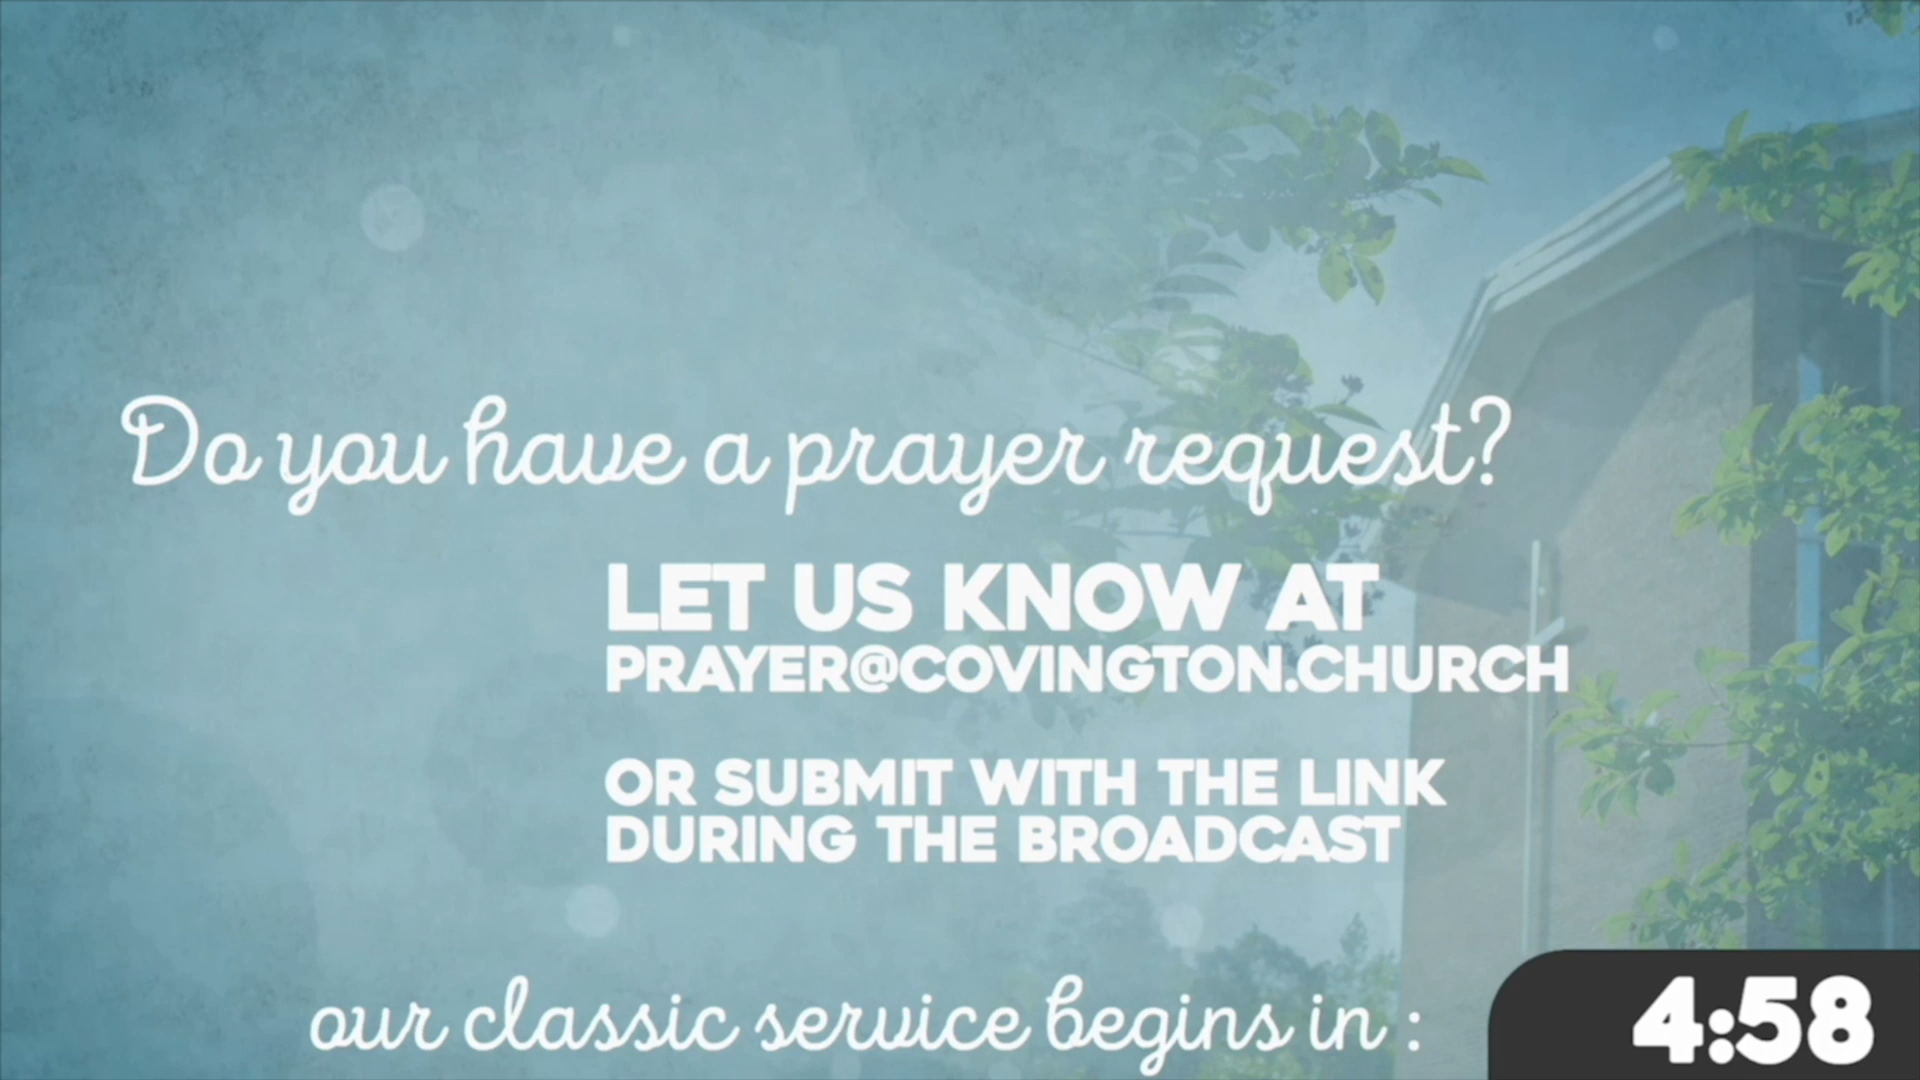 Do you have a prayer request?
LET US KNOW AT
PRAYER@COVINGTON.CHURCH
OR SUBMIT WITH THE LINK
DURING THE BROADCAST
our classic service begins in :
4:58